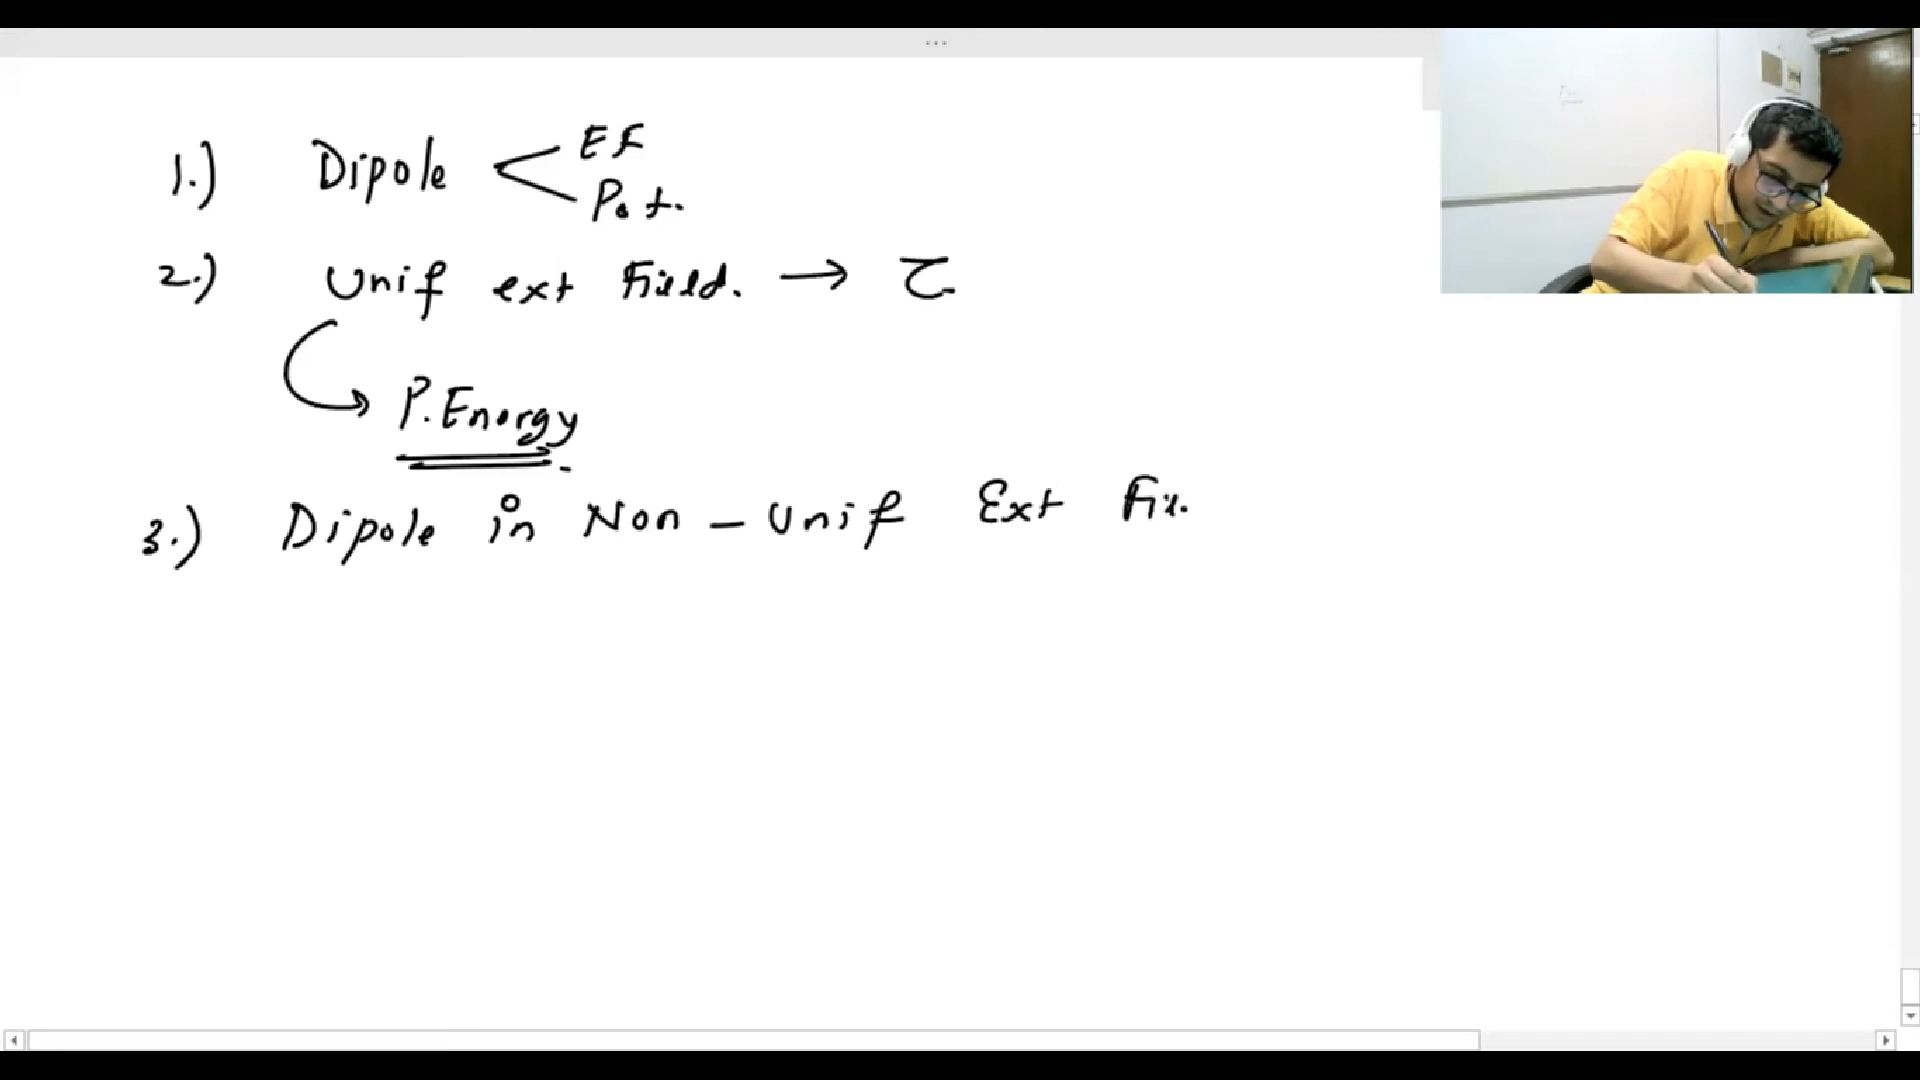 1.) Dipole < EF
Pot.
2.) Unif ext Field. → τ
P. Energy
3.) Dipole in Non - Unif Ext Fi